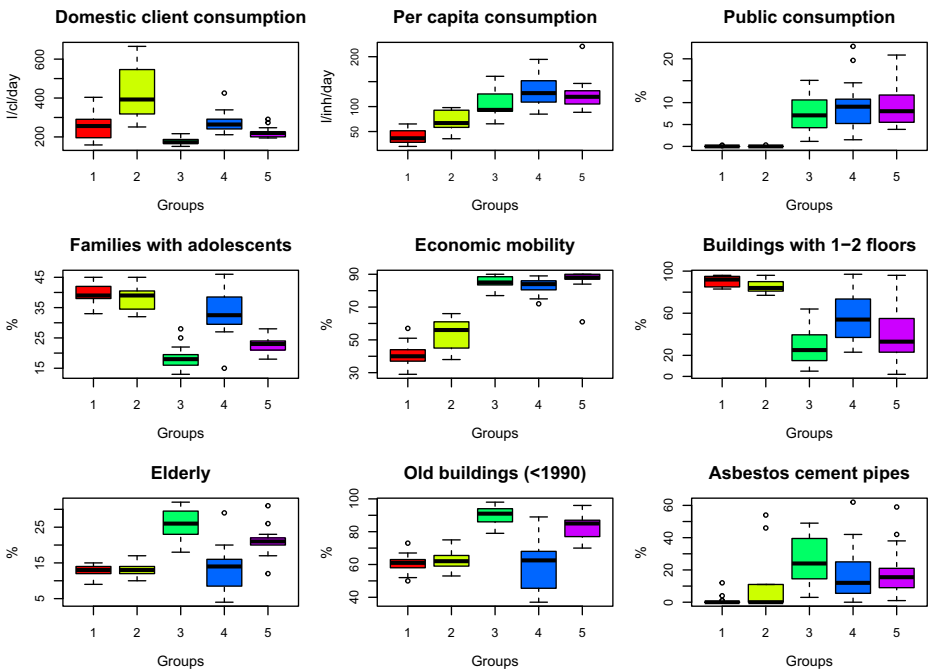 Domestic client consumption
l/cl/day
200 400 600
1 2 3 4 5
Groups
Per capita consumption
l/inh/day
50 100 200
1 2 3 4 5
Groups
Public consumption
%
0 5 10 20
1 2 3 4 5
Groups
Families with adolescents
%
15 25 35 45
1 2 3 4 5
Groups
Economic mobility
%
30 50 70 90
1 2 3 4 5
Groups
Buildings with 1−2 floors
%
0 20 60 100
1 2 3 4 5
Groups
Elderly
%
5 15 25
1 2 3 4 5
Groups
Old buildings (<1990)
%
40 60 80 100
1 2 3 4 5
Groups
Asbestos cement pipes
%
0 20 40 60
1 2 3 4 5
Groups